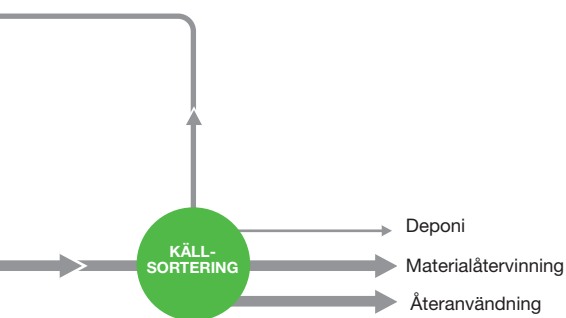 KÄLL-
SORTERING
Deponi
Materialåtervinning
Återanvändning